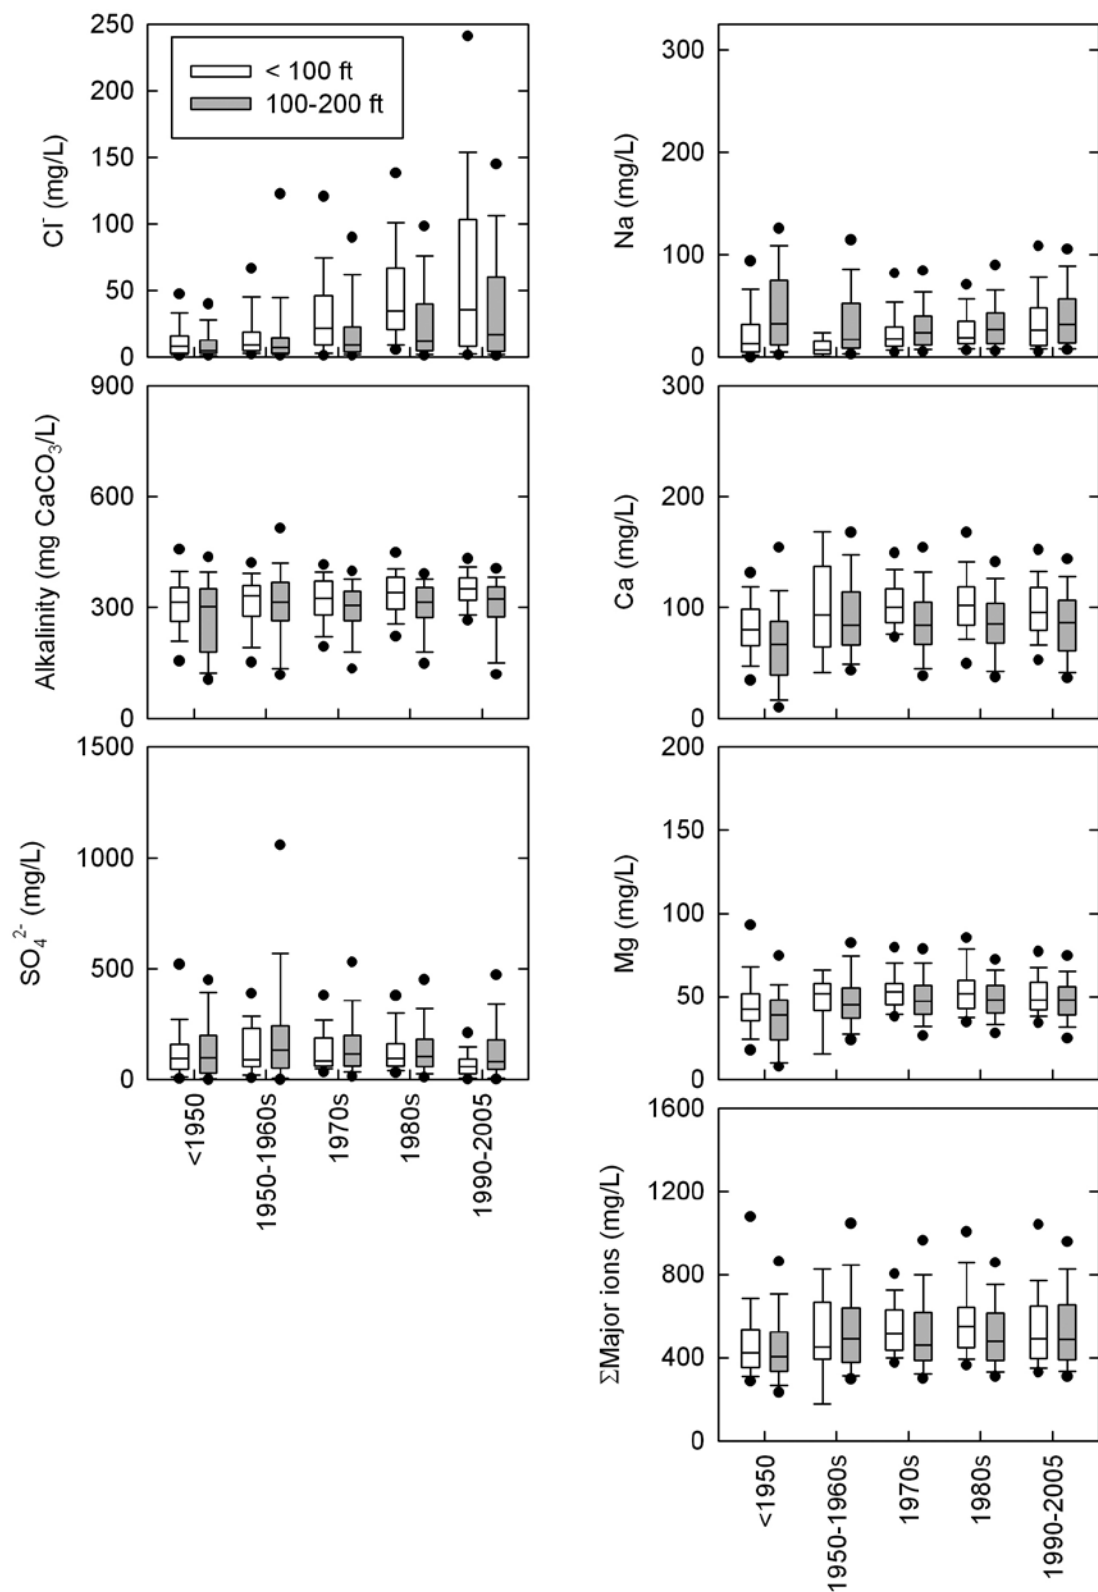 Cl⁻ (mg/L)
250
200
150
100
50
0
< 100 ft
100-200 ft
Na (mg/L)
300
200
100
0
Alkalinity (mg CaCO₃/L)
900
600
300
0
Ca (mg/L)
300
200
100
0
SO₄²⁻ (mg/L)
1500
1000
500
0
<1950
1950-1960s
1970s
1980s
1990-2005
Mg (mg/L)
200
150
100
50
0
ΣMajor ions (mg/L)
1600
1200
800
400
0
<1950
1950-1960s
1970s
1980s
1990-2005